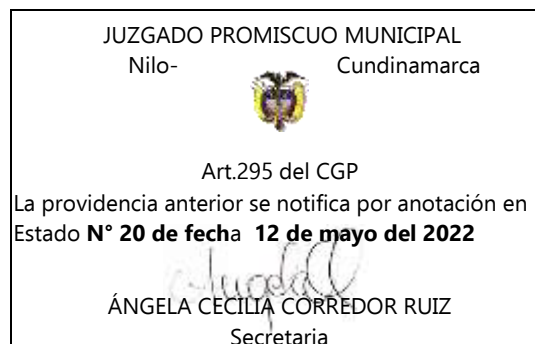 JUZGADO PROMISCUO MUNICIPAL
Nilo- Cundinamarca
Art.295 del CGP
La providencia anterior se notifica por anotación en
Estado N° 20 de fecha 12 de mayo del 2022
ÁNGELA CECILIA CORREDOR RUIZ
Secretaria